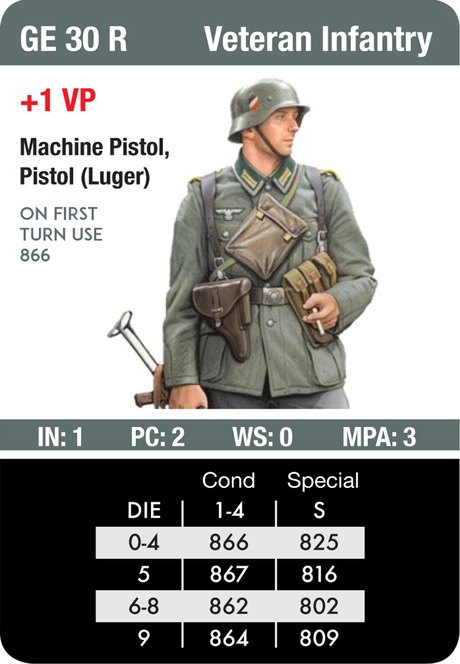 GE 30 R Veteran Infantry
+1 VP
Machine Pistol,
Pistol (Luger)
ON FIRST
TURN USE
866
IN: 1 PC: 2 WS: 0 MPA: 3
Cond Special
DIE 1-4 S
0-4 866 825
5 867 816
6-8 862 802
9 864 809